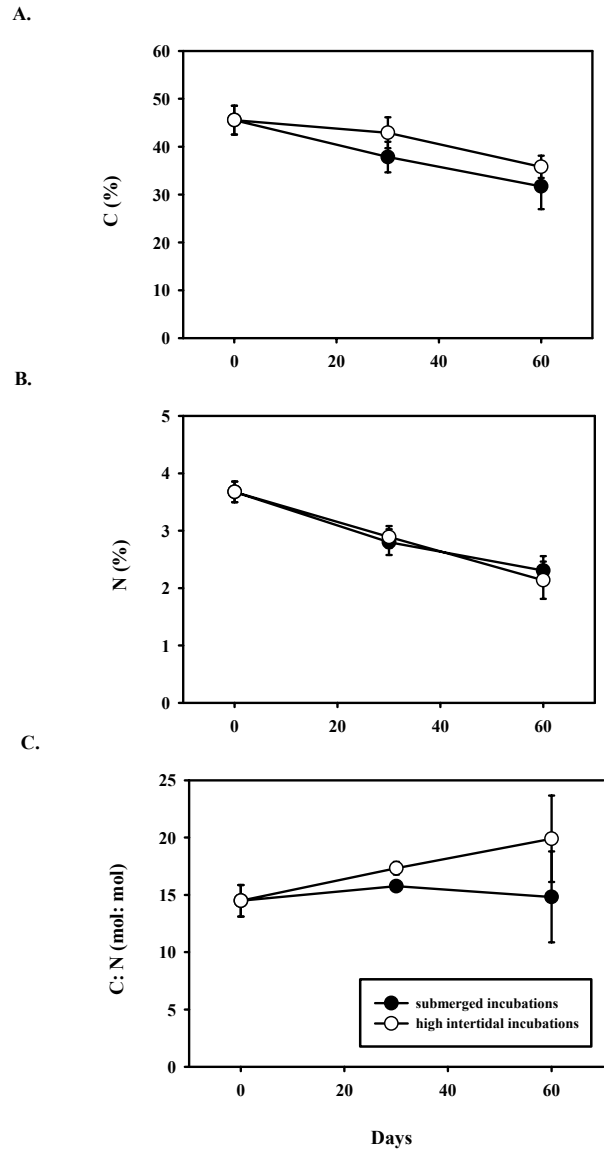 A.
60
50
40
30
20
10
0
C (%)
0 20 40 60
B.
5
4
3
2
1
0
N (%)
0 20 40 60
C.
25
20
15
10
5
0
C: N (mol: mol)
submerged incubations
high intertidal incubations
0 20 40 60
Days